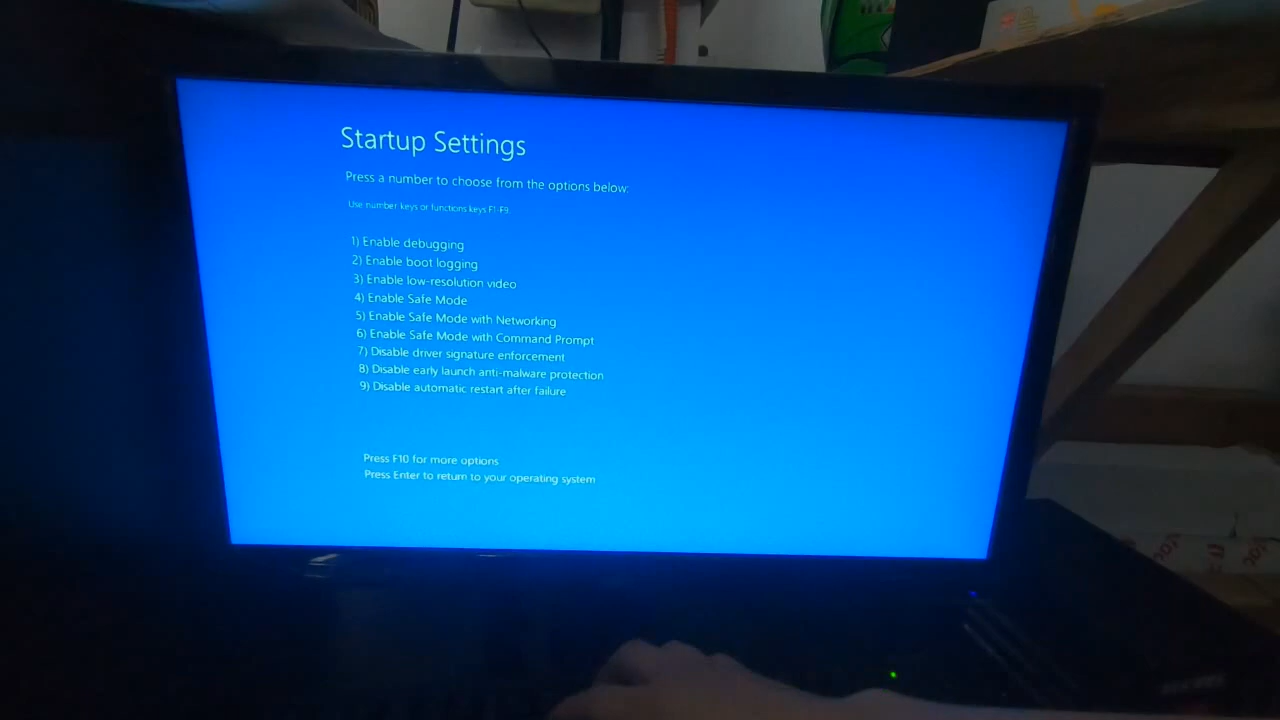 Startup Settings
Press a number to choose from the options below:
Use number keys or functions keys F1-F9.
1) Enable debugging
2) Enable boot logging
3) Enable low-resolution video
4) Enable Safe Mode
5) Enable Safe Mode with Networking
6) Enable Safe Mode with Command Prompt
7) Disable driver signature enforcement
8) Disable early launch anti-malware protection
9) Disable automatic restart after failure
Press F10 for more options
Press Enter to return to your operating system